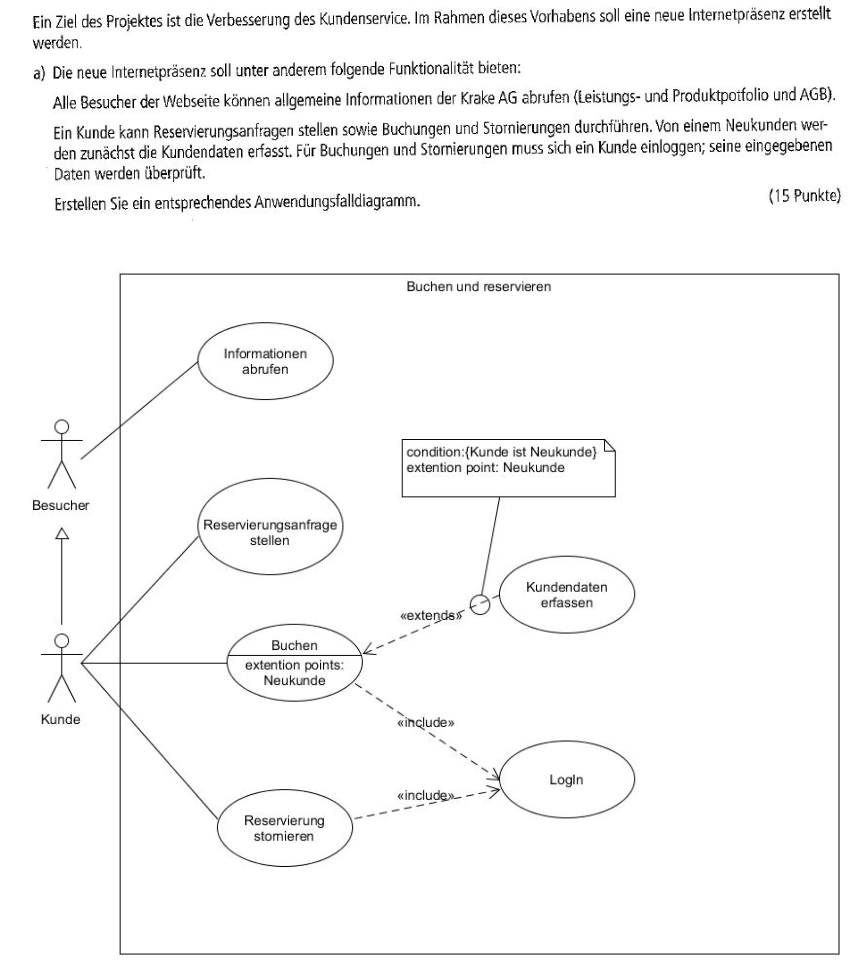 Ein Ziel des Projektes ist die Verbesserung des Kundenservice. Im Rahmen dieses Vorhabens soll eine neue Internetpräsenz erstellt
werden.
a) Die neue Internetpräsenz soll unter anderem folgende Funktionalität bieten:
Alle Besucher der Webseite können allgemeine Informationen der Krake AG abrufen (Leistungs- und Produktpotfolio und AGB).
Ein Kunde kann Reservierungsanfragen stellen sowie Buchungen und Stornierungen durchführen. Von einem Neukunden wer-
den zunächst die Kundendaten erfasst. Für Buchungen und Stornierungen muss sich ein Kunde einloggen; seine eingegebenen
Daten werden überprüft.
Erstellen Sie ein entsprechendes Anwendungsfalldiagramm. (15 Punkte)
Buchen und reservieren
Informationen
abrufen
Besucher
condition:{Kunde ist Neukunde}
extention point: Neukunde
Reservierungsanfrage
stellen
Kundendaten
erfassen
«extends»
Buchen
extention points:
Neukunde
Kunde
«include»
LogIn
«include»
Reservierung
stornieren